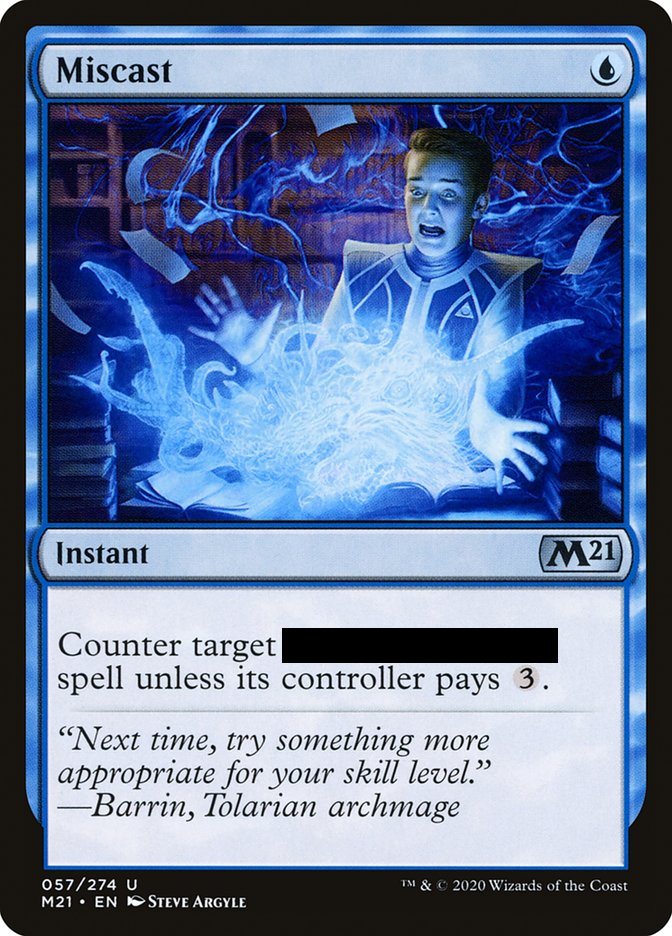 Miscast
Instant
M21
Counter target
spell unless its controller pays 3.
“Next time, try something more
appropriate for your skill level.”
—Barrin, Tolarian archmage
057/274 U
M21 • EN Steve Argyle
™ & © 2020 Wizards of the Coast